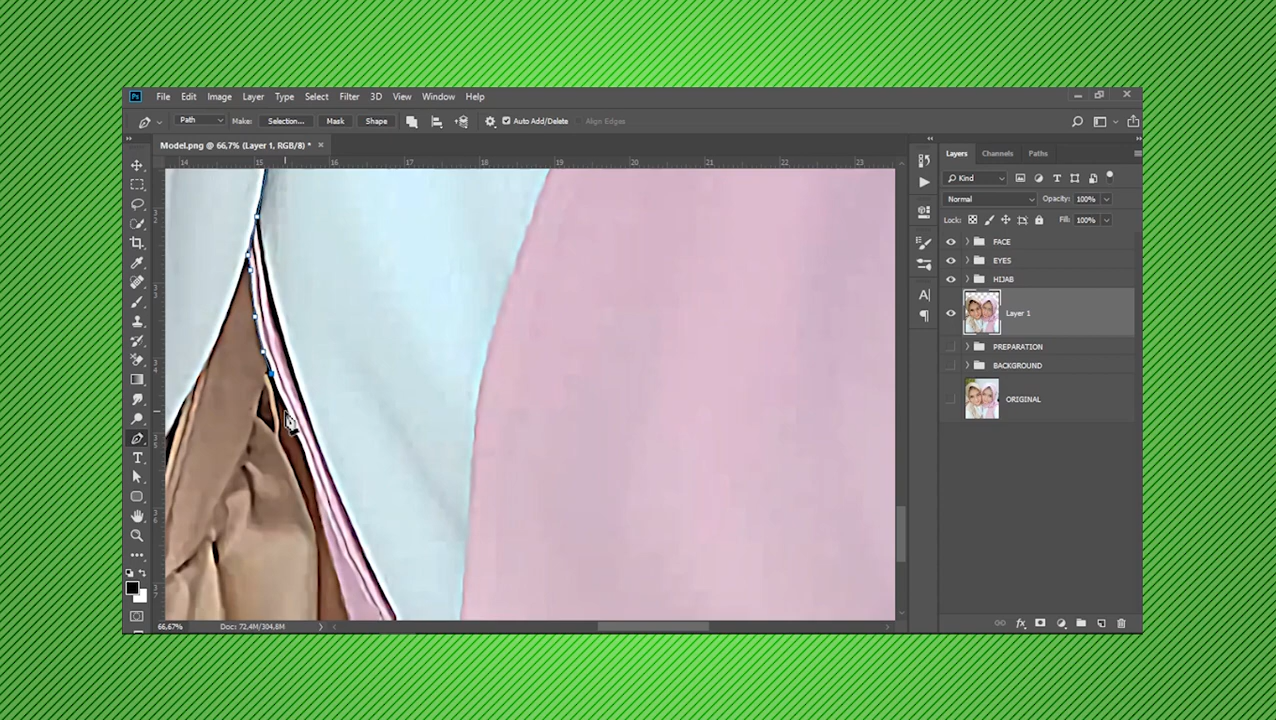 Ps File Edit Image Layer Type Select Filter 3D View Window Help
Path Make: Selection... Mask Shape Auto Add/Delete Align Edges
Model.png @ 66,7% (Layer 1, RGB/8) * ×
14 15 16 17 18 19 20 21 22 23
Layers Channels Paths
Kind
Normal Opacity: 100%
Lock: Fill: 100%
FACE
EYES
HIJAB
Layer 1
PREPARATION
BACKGROUND
ORIGINAL
66,67% Doc: 72,4M/304,8M